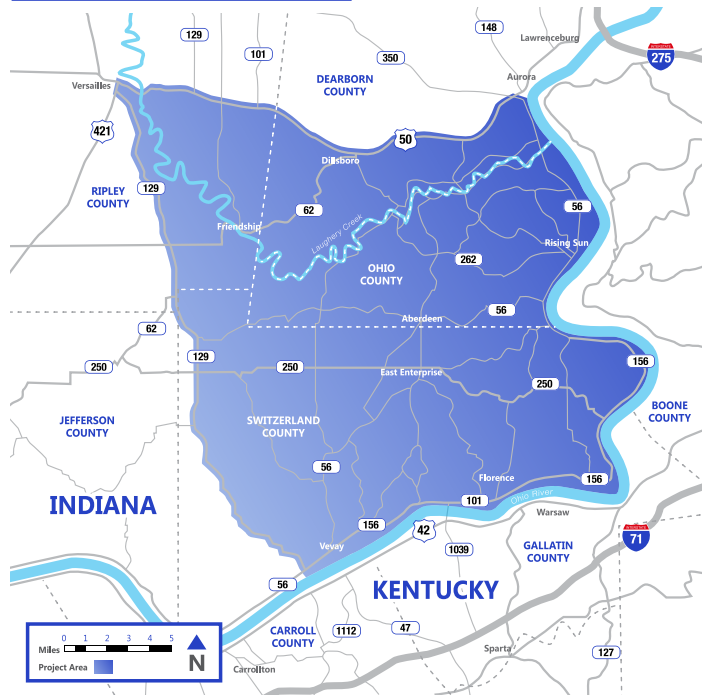 129
148
Lawrenceburg
101
350
INTERSTATE
275
DEARBORN
COUNTY
Aurora
Versailles
421
50
Dillsboro
RIPLEY
COUNTY
129
62
56
Friendship
Laughery Creek
Rising Sun
262
OHIO
COUNTY
56
Aberdeen
62
129
156
250
250
East Enterprise
250
BOONE
COUNTY
JEFFERSON
COUNTY
SWITZERLAND
COUNTY
56
Florence
156
101
Ohio River
INDIANA
Warsaw
156
42
INTERSTATE
71
Vevay
1039
GALLATIN
COUNTY
56
KENTUCKY
CARROLL
COUNTY
1112
47
Sparta
127
Carrollton
0 1 2 3 4 5
Miles
Project Area
N